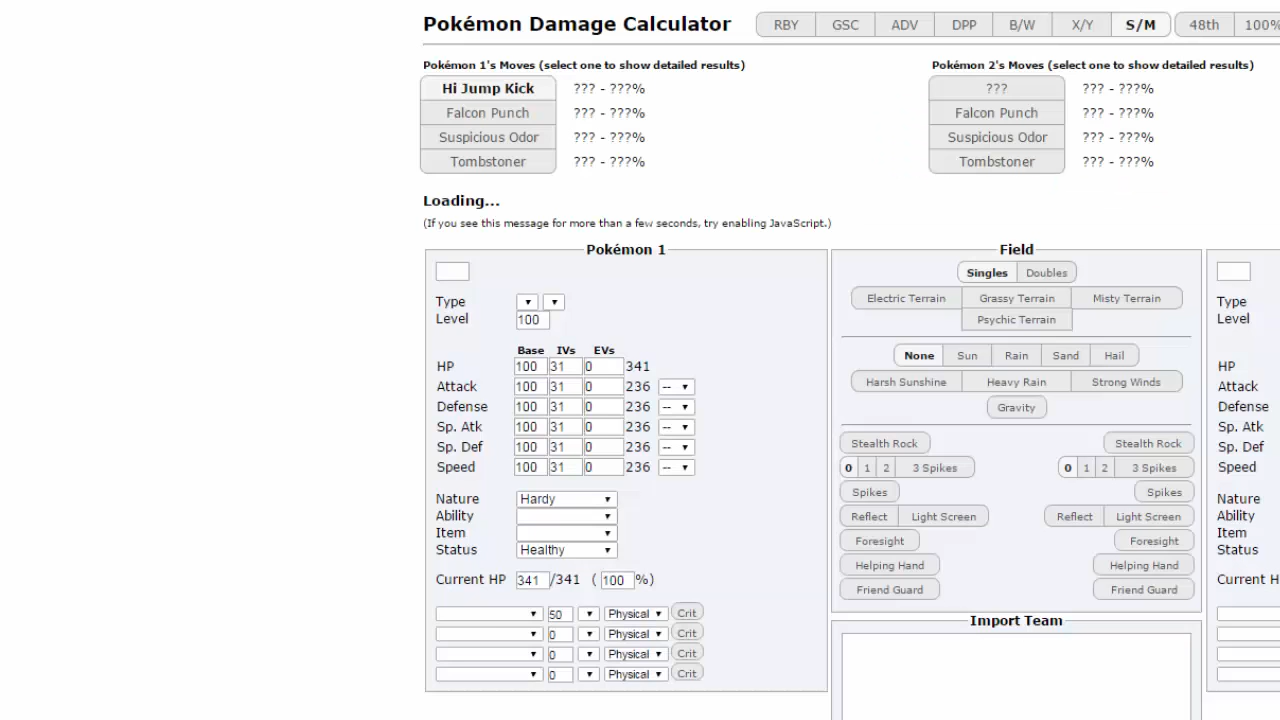 Pokémon Damage Calculator RBY GSC ADV DPP B/W X/Y S/M 48th 100%
Pokémon 1's Moves (select one to show detailed results) Pokémon 2's Moves (select one to show detailed results)
Hi Jump Kick ??? - ???% ??? ??? - ???%
Falcon Punch ??? - ???% Falcon Punch ??? - ???%
Suspicious Odor ??? - ???% Suspicious Odor ??? - ???%
Tombstoner ??? - ???% Tombstoner ??? - ???%
Loading...
(If you see this message for more than a few seconds, try enabling JavaScript.)
Pokémon 1
Type
Level 100
Base IVs EVs
HP 100 31 0 341
Attack 100 31 0 236 --
Defense 100 31 0 236 --
Sp. Atk 100 31 0 236 --
Sp. Def 100 31 0 236 --
Speed 100 31 0 236 --
Nature Hardy
Ability
Item
Status Healthy
Current HP 341 /341 ( 100 %)
50 Physical Crit
0 Physical Crit
0 Physical Crit
0 Physical Crit
Field
Singles Doubles
Electric Terrain Grassy Terrain Misty Terrain
Psychic Terrain
None Sun Rain Sand Hail
Harsh Sunshine Heavy Rain Strong Winds
Gravity
Stealth Rock Stealth Rock
0 1 2 3 Spikes 0 1 2 3 Spikes
Spikes Spikes
Reflect Light Screen Reflect Light Screen
Foresight Foresight
Helping Hand Helping Hand
Friend Guard Friend Guard
Import Team
Type
Level
HP
Attack
Defense
Sp. Atk
Sp. Def
Speed
Nature
Ability
Item
Status
Current H